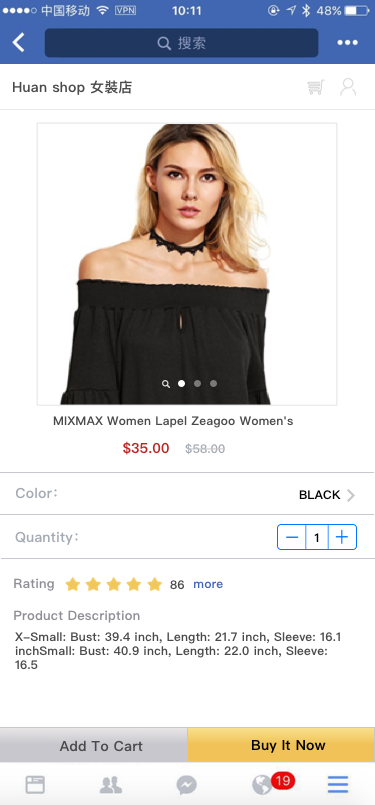 中国移动 VPN 10:11 48%
搜索
Huan shop 女裝店
MIXMAX Women Lapel Zeagoo Women's
$35.00 $58.00
Color: BLACK
Quantity: 1
Rating 86 more
Product Description
X-Small: Bust: 39.4 inch, Length: 21.7 inch, Sleeve: 16.1
inchSmall: Bust: 40.9 inch, Length: 22.0 inch, Sleeve:
16.5
Add To Cart Buy It Now
19